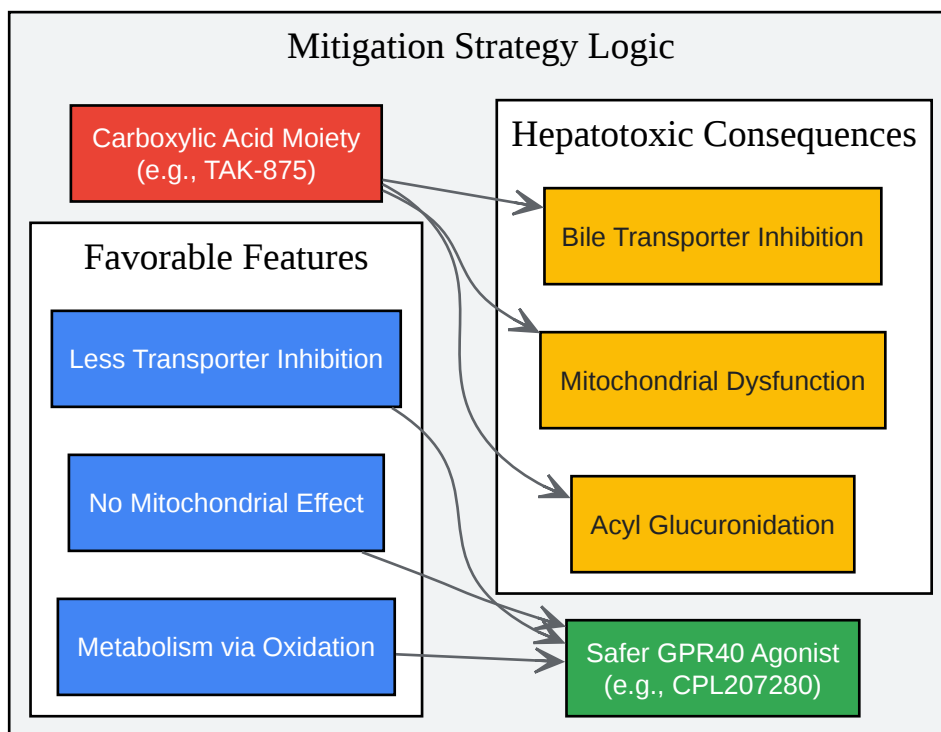 Mitigation Strategy Logic
Carboxylic Acid Moiety
(e.g., TAK-875)
Hepatotoxic Consequences
Bile Transporter Inhibition
Mitochondrial Dysfunction
Acyl Glucuronidation
Favorable Features
Less Transporter Inhibition
No Mitochondrial Effect
Metabolism via Oxidation
Safer GPR40 Agonist
(e.g., CPL207280)